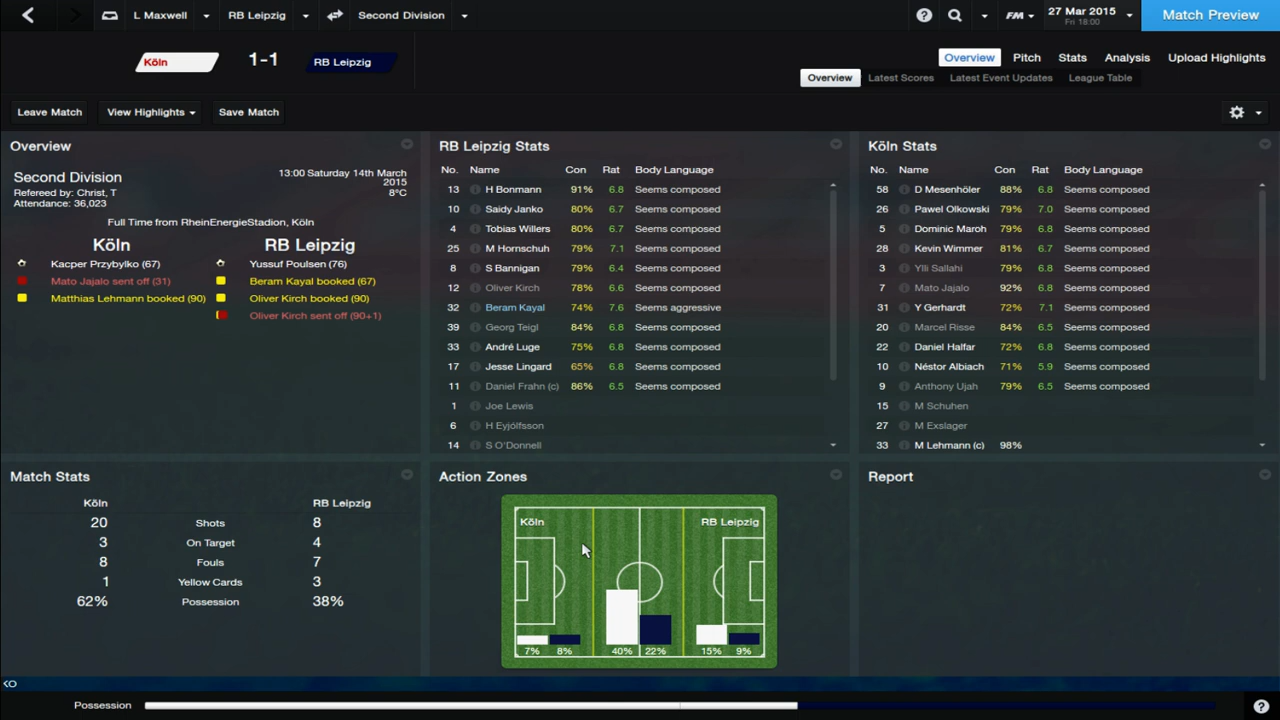 L Maxwell RB Leipzig Second Division FM 27 Mar 2015 Fri 18:00 Match Preview
Köln 1-1 RB Leipzig
Overview Pitch Stats Analysis Upload Highlights
Overview Latest Scores Latest Event Updates League Table
Leave Match View Highlights Save Match
Overview
Second Division
Refereed by: Christ, T
Attendance: 36,023
13:00 Saturday 14th March
2015
8°C
Full Time from RheinEnergieStadion, Köln
Köln RB Leipzig
Kacper Przybylko (67) Yussuf Poulsen (76)
Mato Jajalo sent off (31) Beram Kayal booked (67)
Matthias Lehmann booked (90) Oliver Kirch booked (90)
Oliver Kirch sent off (90+1)
RB Leipzig Stats
No. Name Con Rat Body Language
13 H Bonmann 91% 6.8 Seems composed
10 Saidy Janko 80% 6.7 Seems composed
4 Tobias Willers 80% 6.7 Seems composed
25 M Hornschuh 79% 7.1 Seems composed
8 S Bannigan 79% 6.4 Seems composed
12 Oliver Kirch 78% 6.6 Seems composed
32 Beram Kayal 74% 7.6 Seems aggressive
39 Georg Teigl 84% 6.8 Seems composed
33 André Luge 75% 6.8 Seems composed
17 Jesse Lingard 65% 6.8 Seems composed
11 Daniel Frahn (c) 86% 6.5 Seems composed
1 Joe Lewis
6 H Eyjólfsson
14 S O'Donnell
Köln Stats
No. Name Con Rat Body Language
58 D Mesenhöler 88% 6.8 Seems composed
26 Pawel Olkowski 79% 7.0 Seems composed
5 Dominic Maroh 79% 6.8 Seems composed
28 Kevin Wimmer 81% 6.7 Seems composed
3 Ylli Sallahi 79% 6.8 Seems composed
7 Mato Jajalo 92% 6.8 Seems composed
31 Y Gerhardt 72% 7.1 Seems composed
20 Marcel Risse 84% 6.5 Seems composed
22 Daniel Halfar 72% 6.8 Seems composed
10 Néstor Albiach 71% 5.9 Seems composed
9 Anthony Ujah 79% 6.5 Seems composed
15 M Schuhen
27 M Exslager
33 M Lehmann (c) 98%
Match Stats
Köln RB Leipzig
20 Shots 8
3 On Target 4
8 Fouls 7
1 Yellow Cards 3
62% Possession 38%
Action Zones
Köln RB Leipzig
7% 8% 40% 22% 15% 9%
Report
KO
Possession